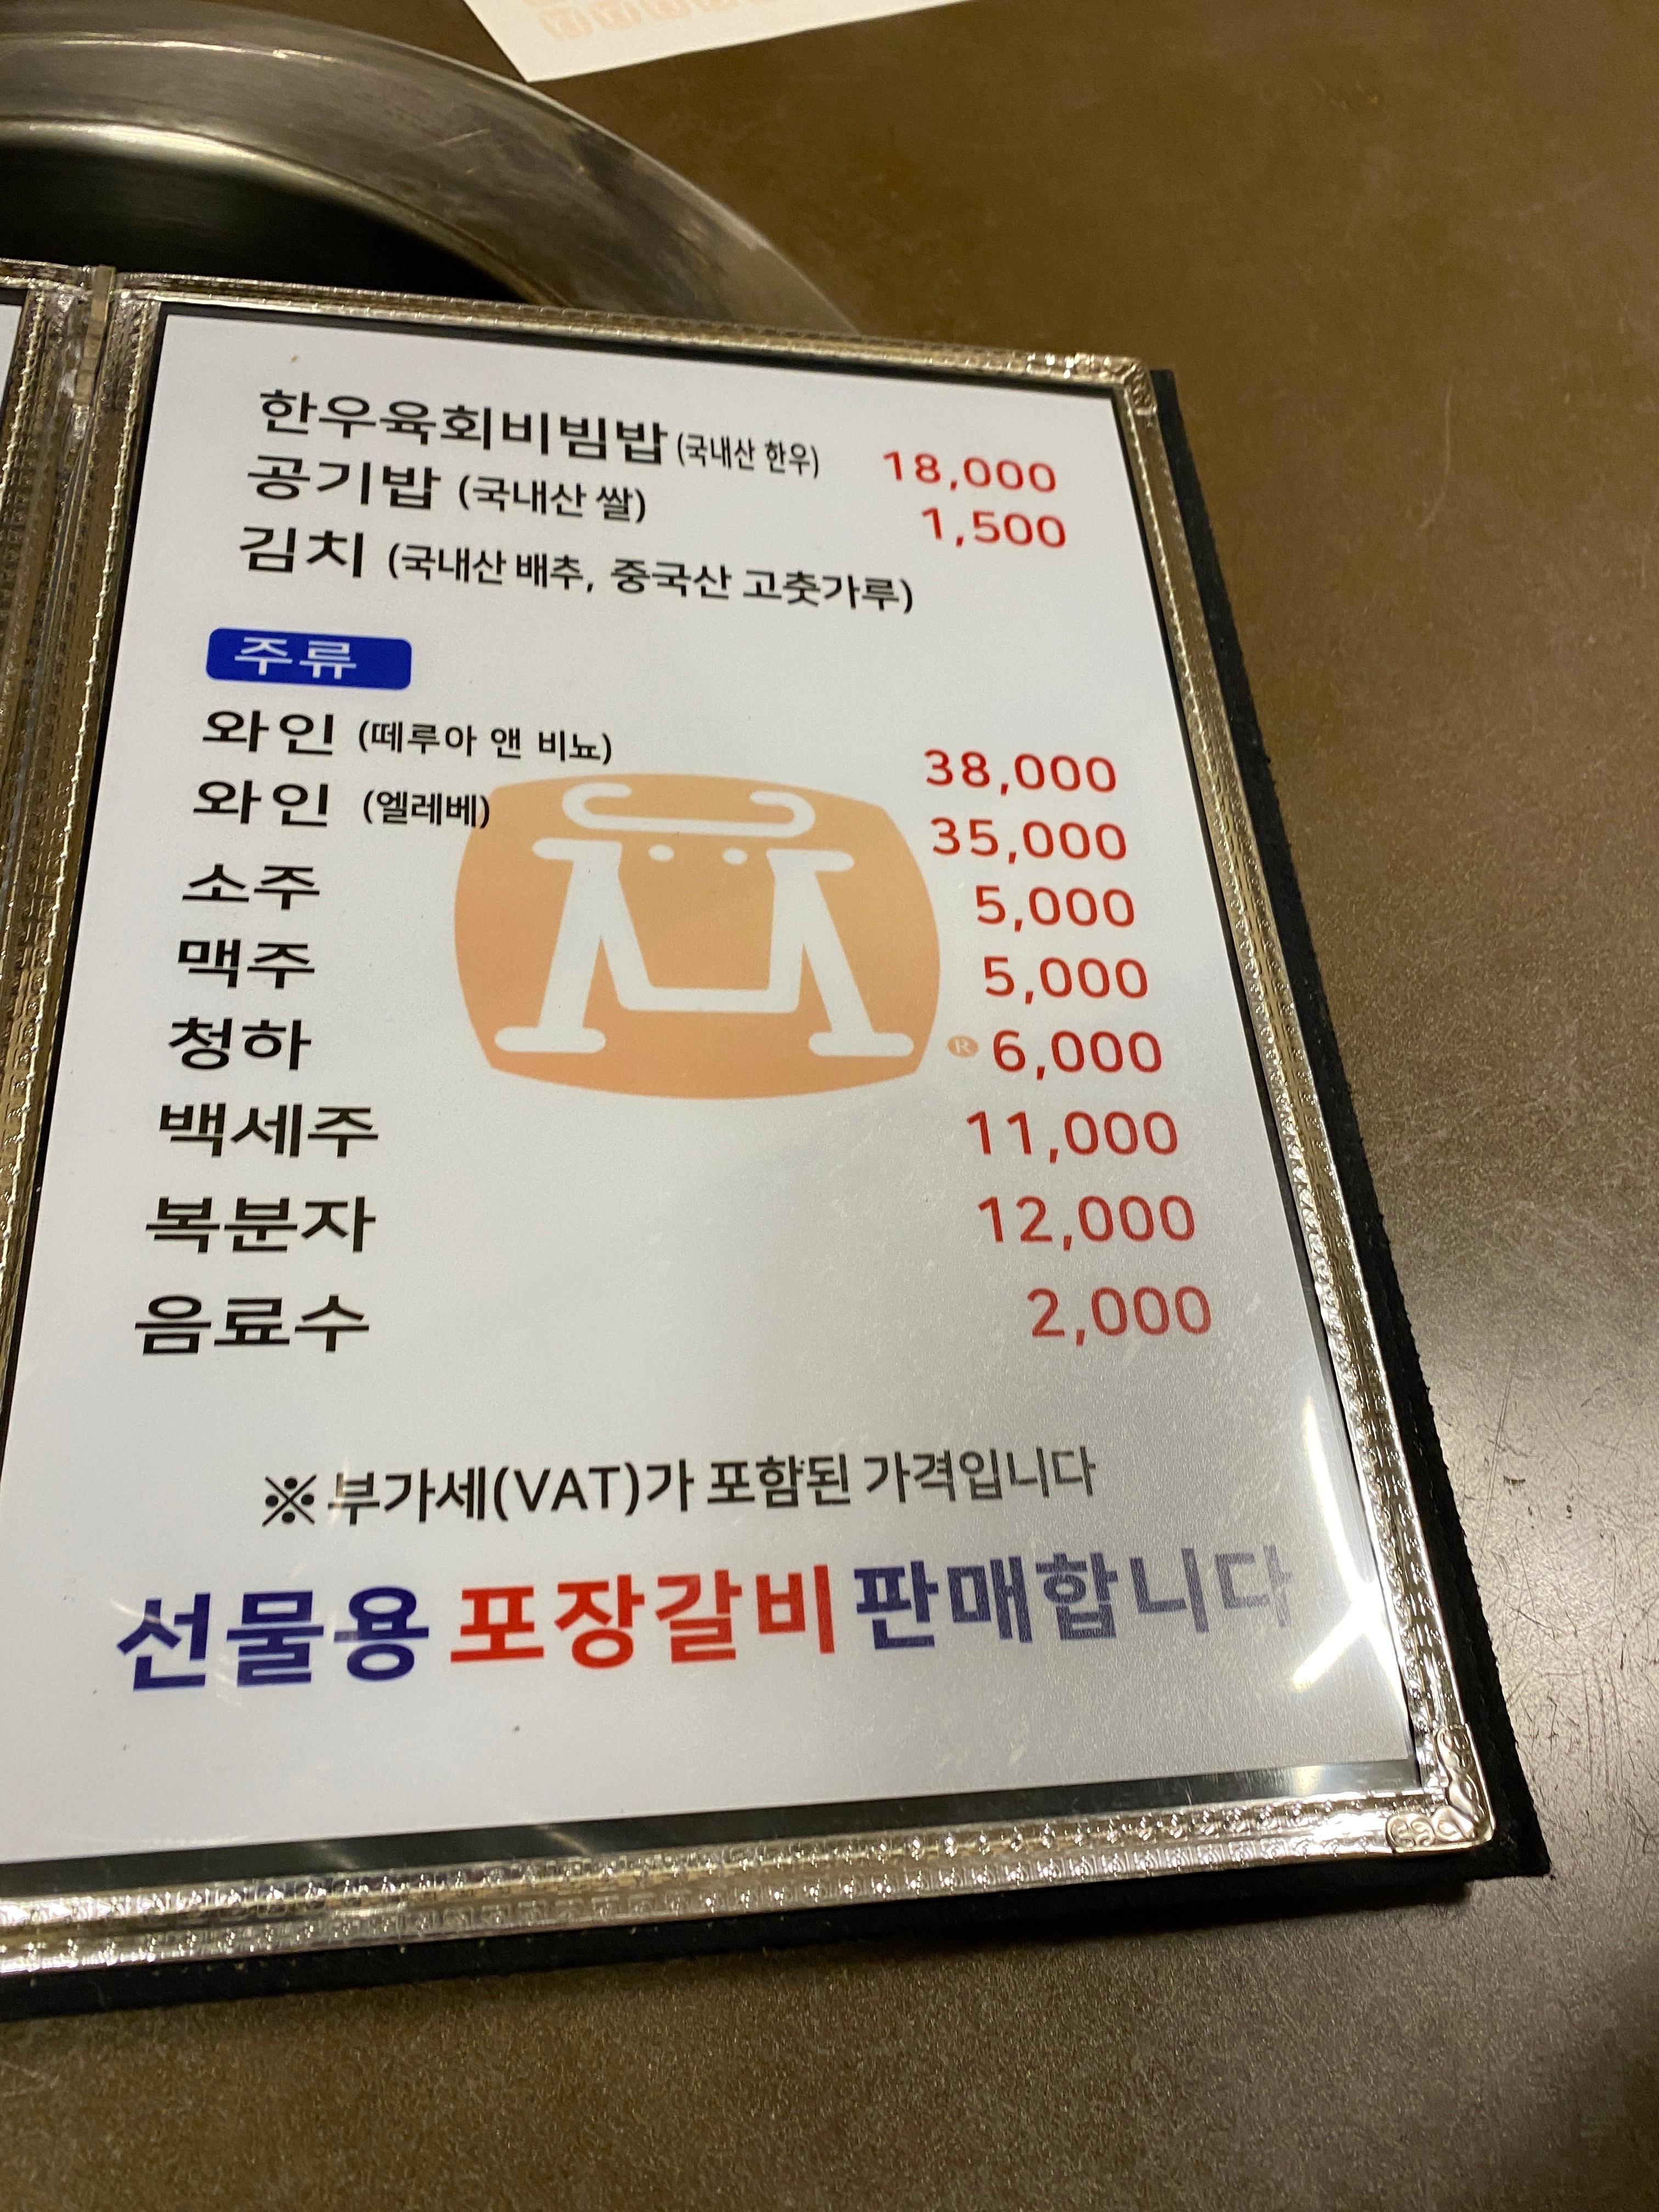 한우육회비빔밥 (국내산 한우) 18,000
공기밥 (국내산 쌀) 1,500
김치 (국내산 배추, 중국산 고춧가루)
주류
와인 (떼루아 앤 비뇨) 38,000
와인 (엘레베) 35,000
소주 5,000
맥주 5,000
청하 6,000
®
백세주 11,000
복분자 12,000
음료수 2,000
※ 부가세(VAT)가 포함된 가격입니다
선물용 포장갈비 판매합니다